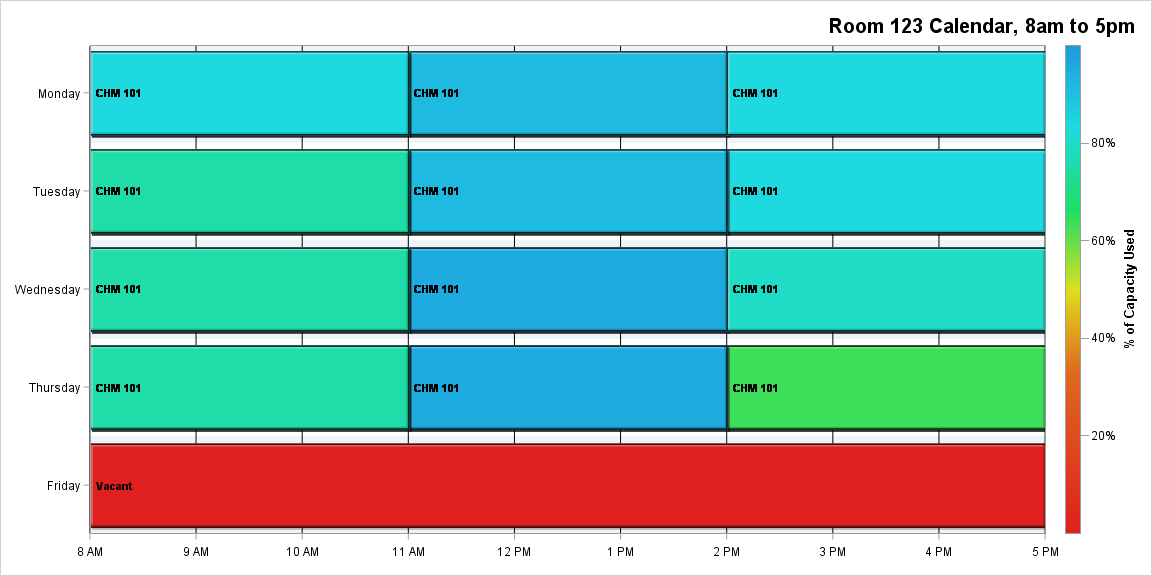 Room 123 Calendar, 8am to 5pm
Monday
CHM 101
CHM 101
CHM 101
Tuesday
CHM 101
CHM 101
CHM 101
Wednesday
CHM 101
CHM 101
CHM 101
Thursday
CHM 101
CHM 101
CHM 101
Friday
Vacant
8 AM
9 AM
10 AM
11 AM
12 PM
1 PM
2 PM
3 PM
4 PM
5 PM
80%
60%
40%
20%
% of Capacity Used